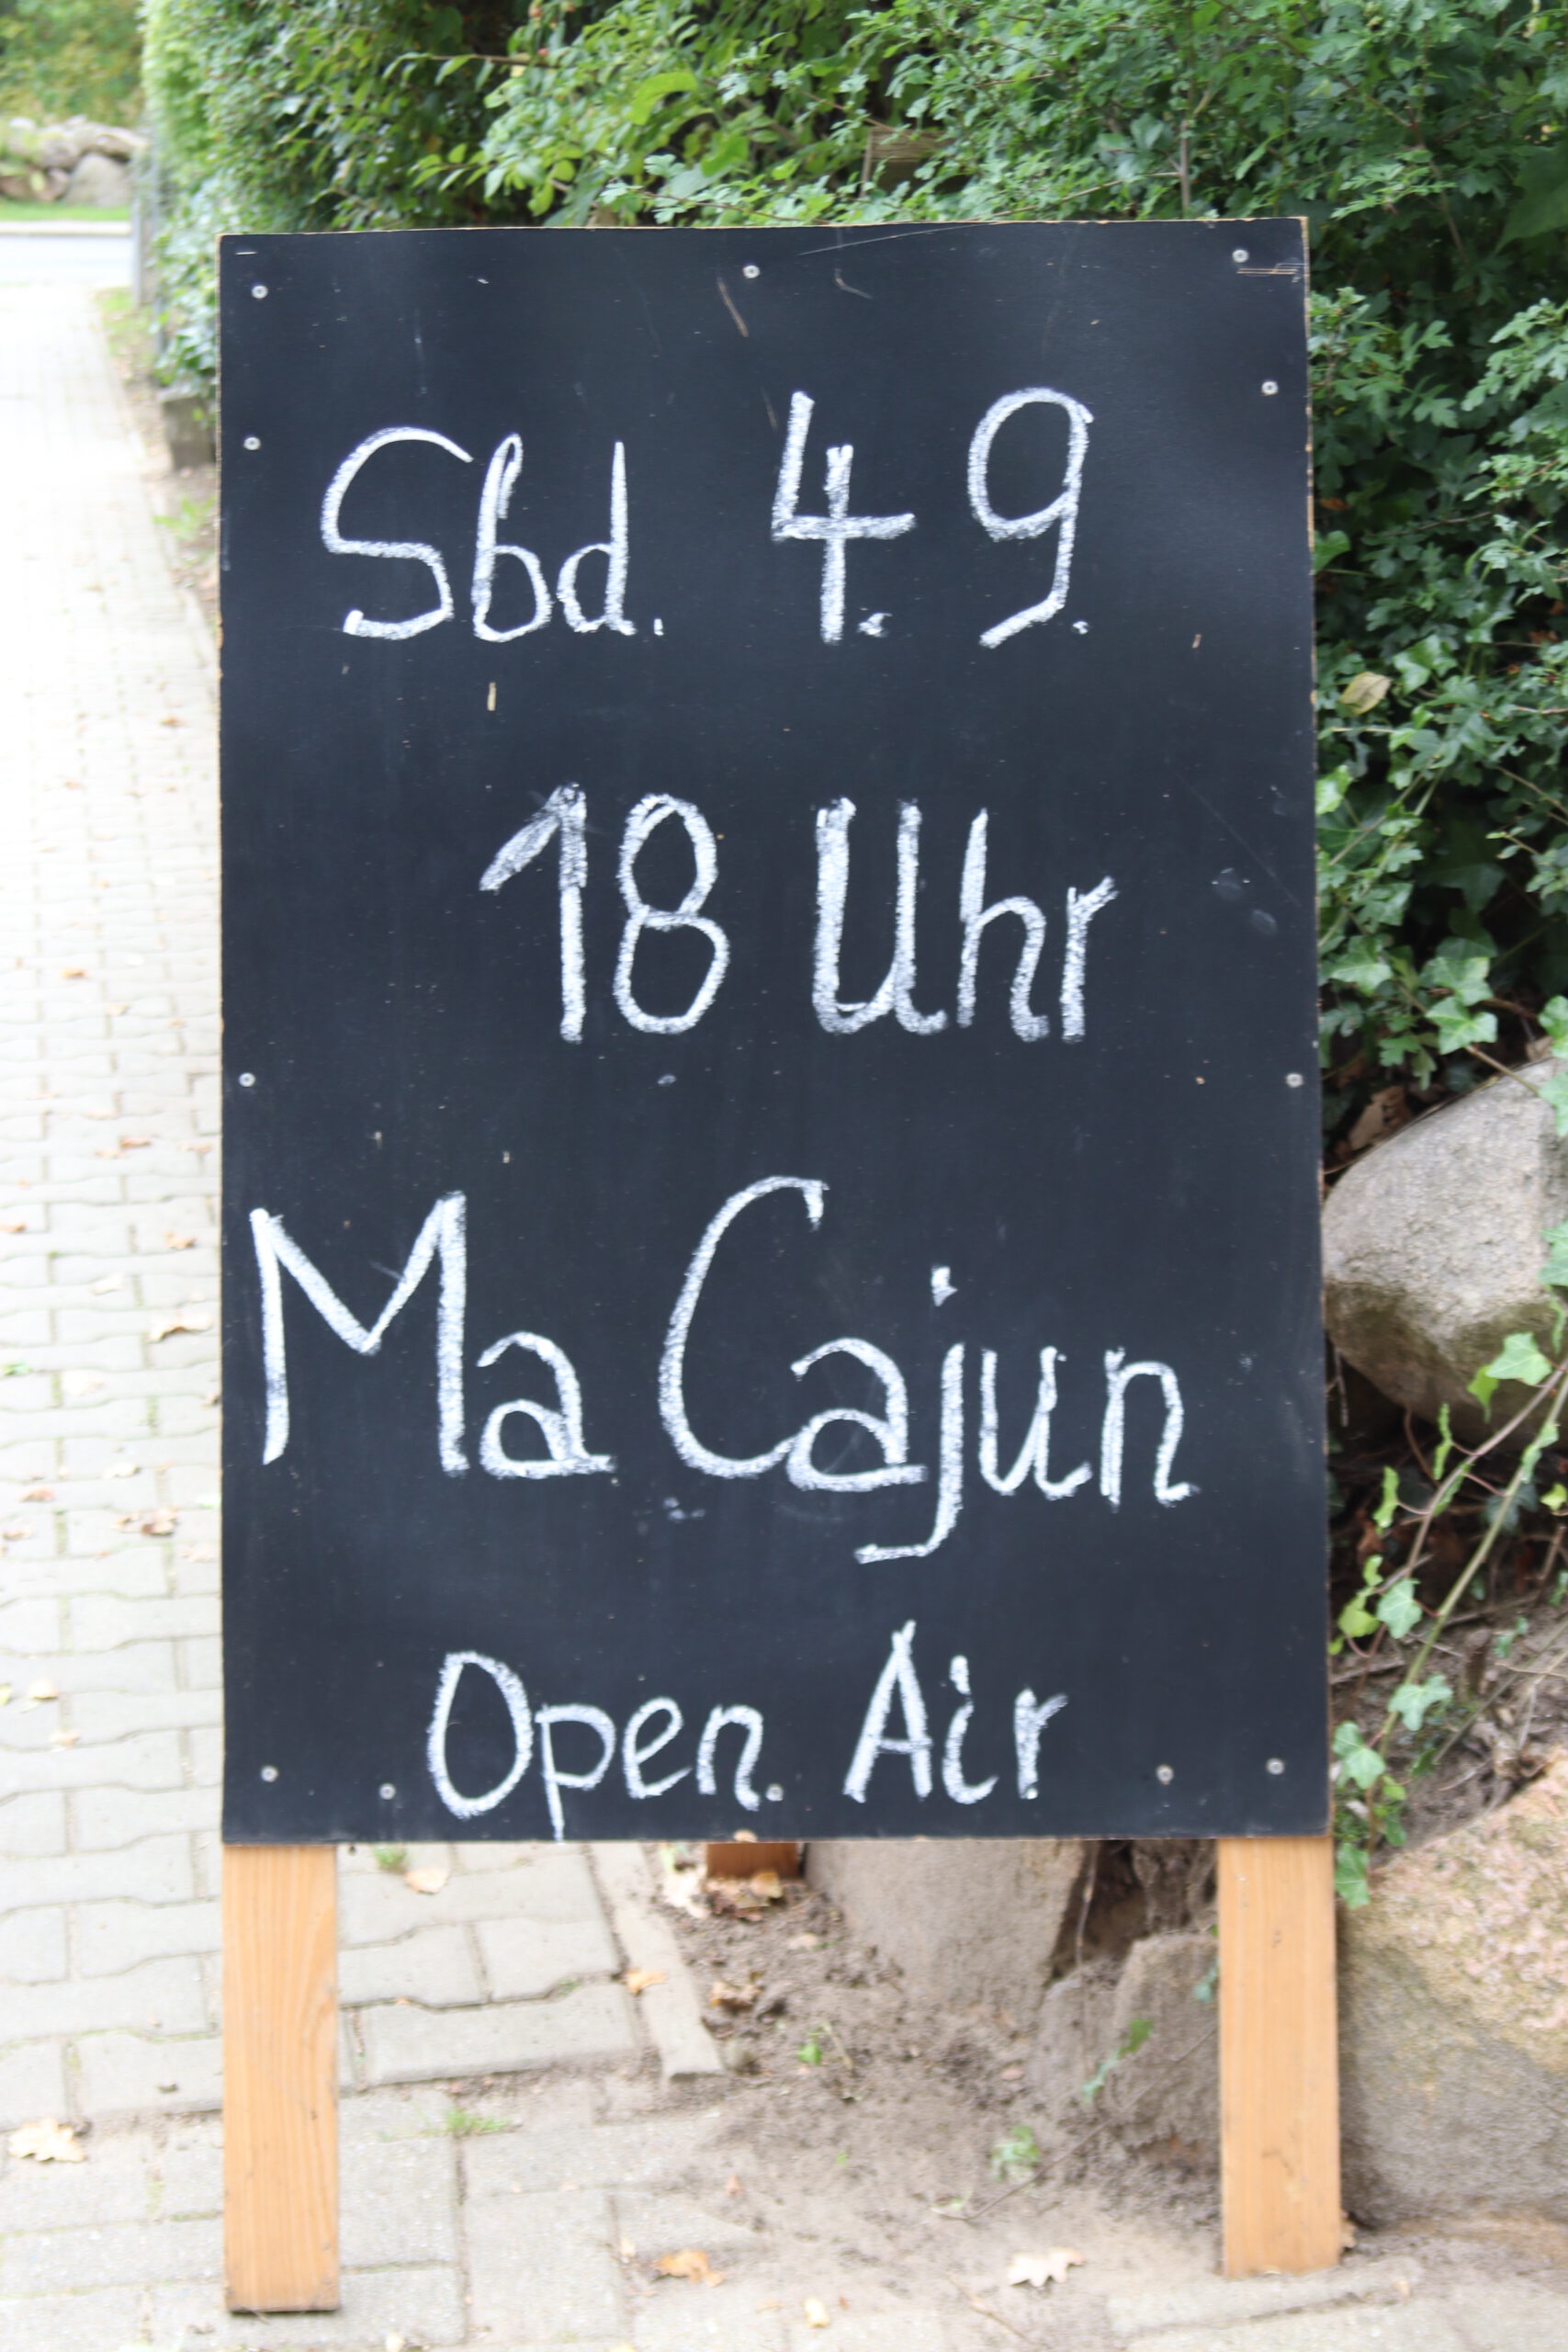 Sbd. 4. 9.
18 Uhr
Ma Cajun
Open Air